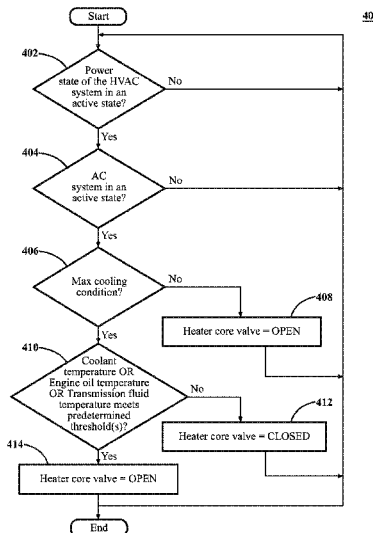 Start
40
402
Power
state of the HVAC
system in an
active state?
No
Yes
404
AC
system in an
active state?
No
Yes
406
Max cooling
condition?
No
408
Heater core valve = OPEN
Yes
410
Coolant
temperature OR
Engine oil temperature
OR Transmission fluid
temperature meets
predetermined
threshold(s)?
No
412
Heater core valve = CLOSED
Yes
414
Heater core valve = OPEN
End